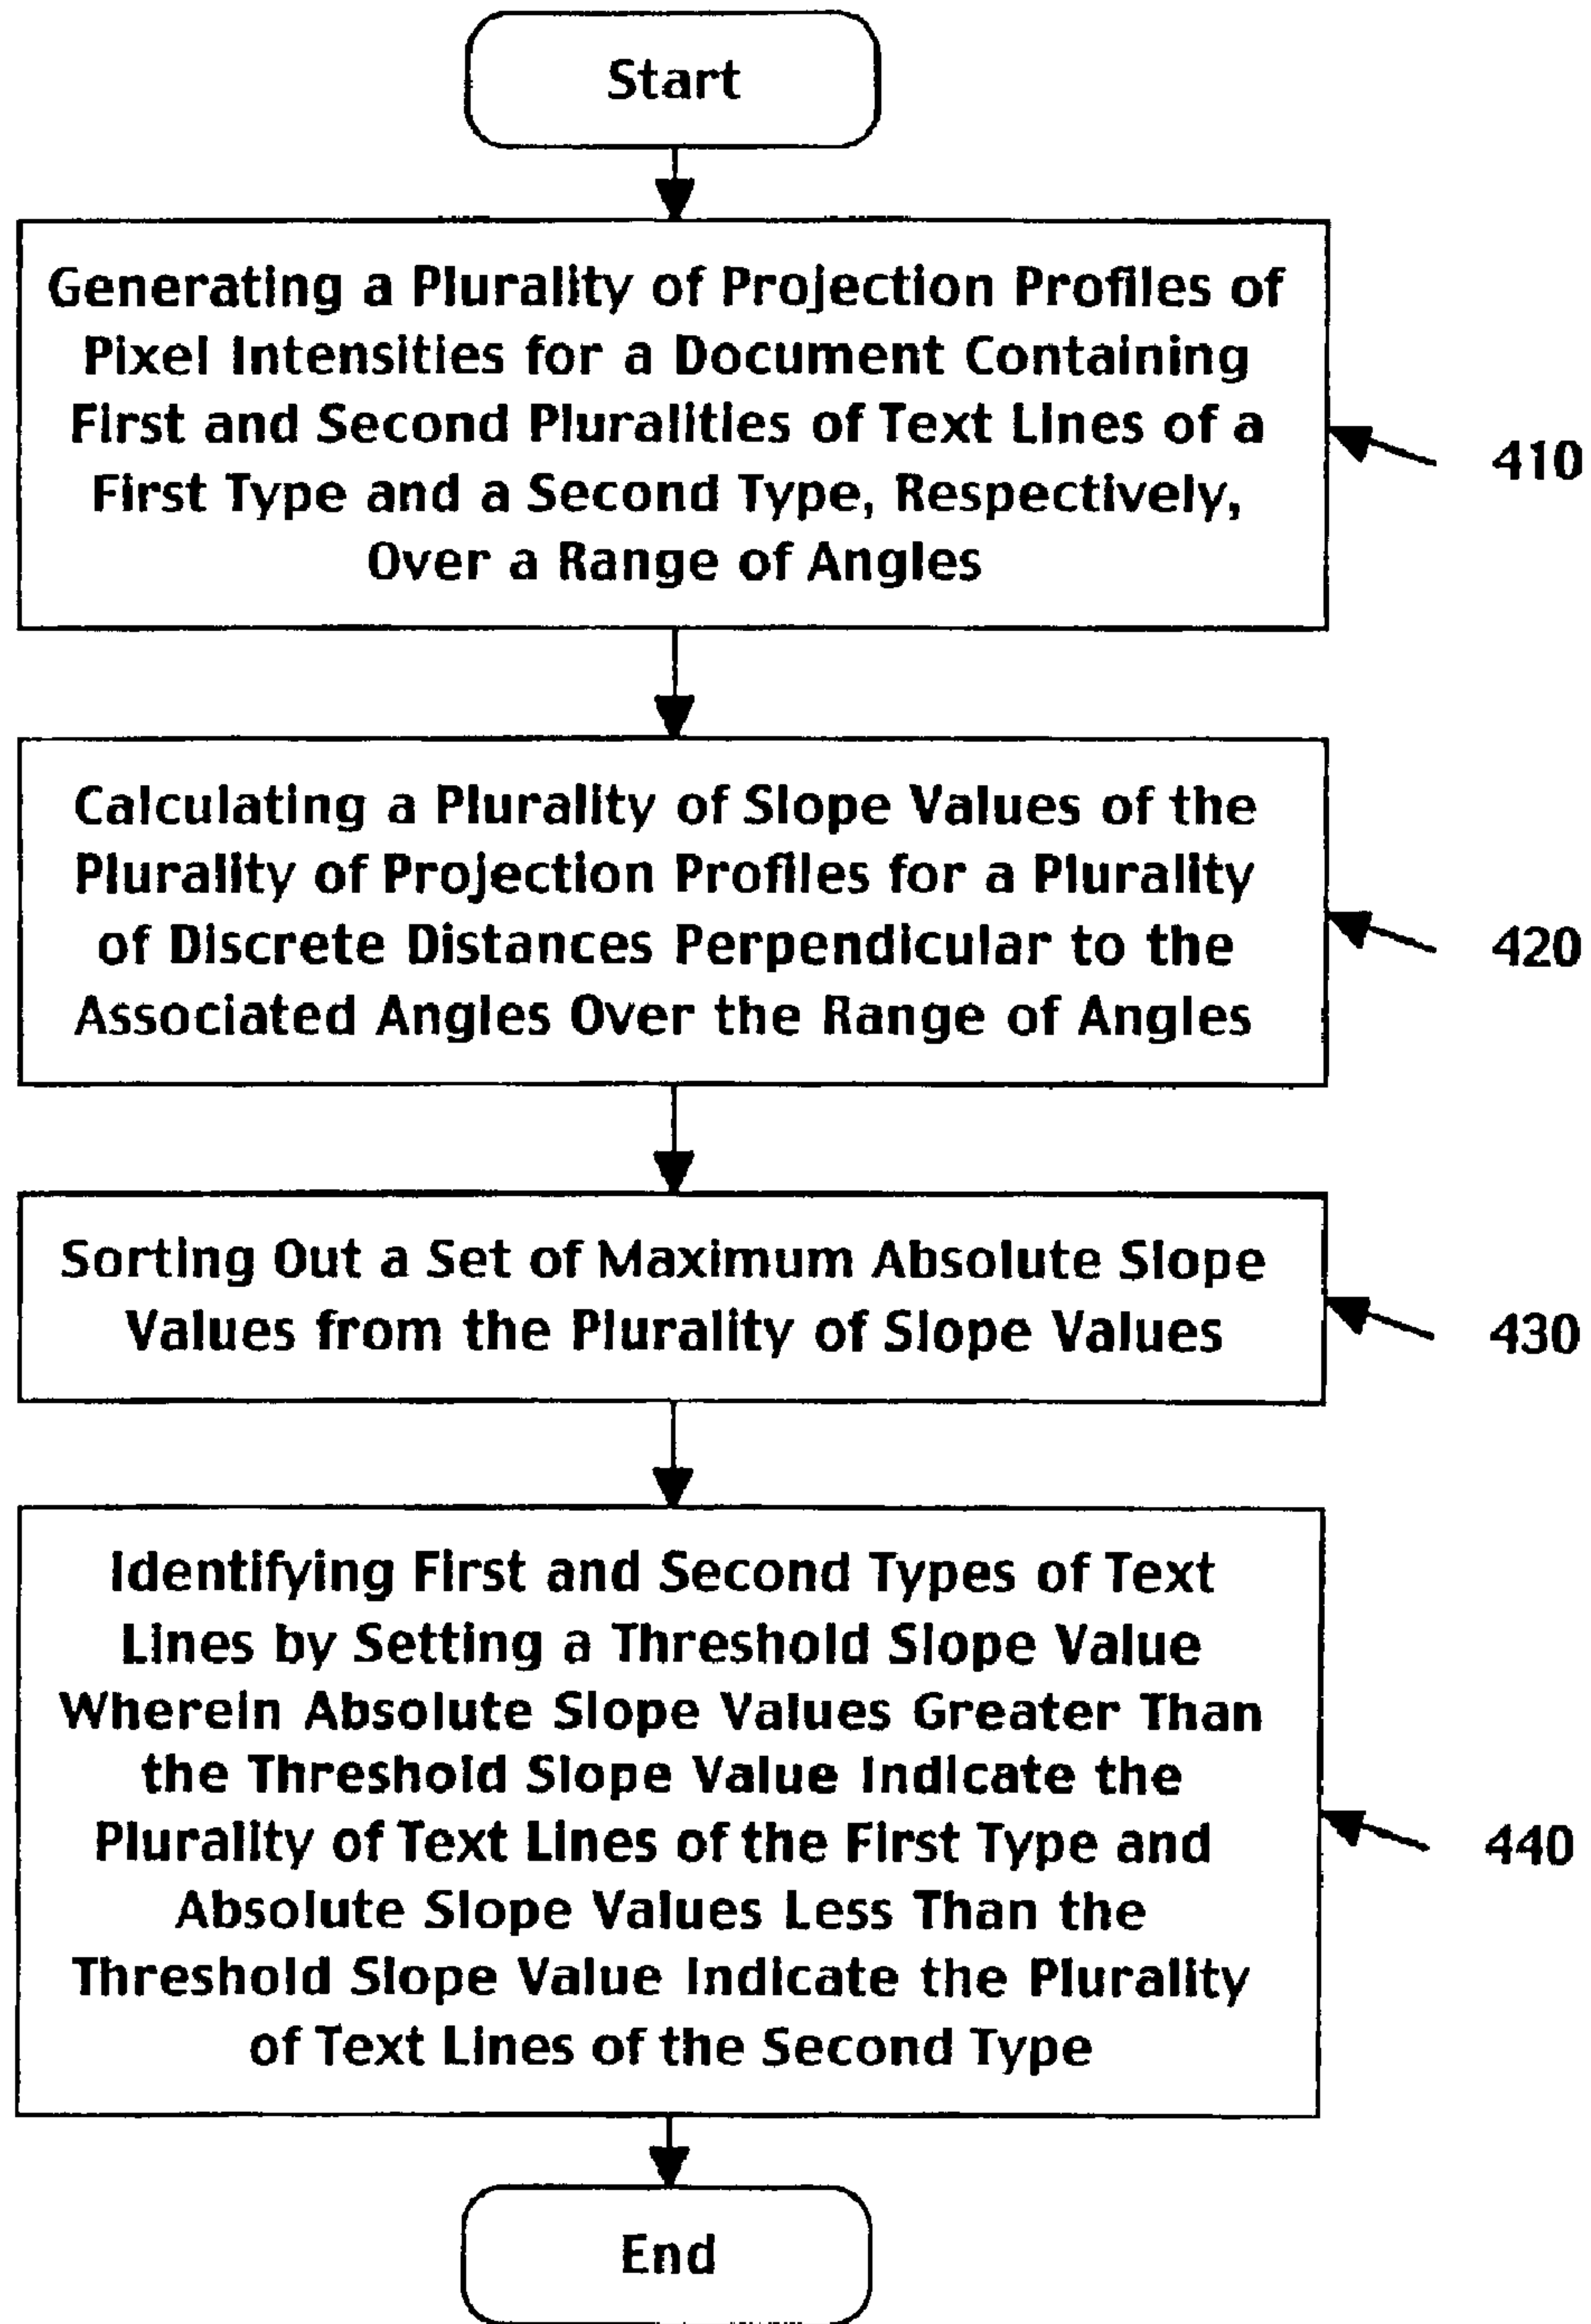 Start
Generating a Plurality of Projection Profiles of
Pixel Intensities for a Document Containing
First and Second Pluralities of Text Lines of a
First Type and a Second Type, Respectively,
Over a Range of Angles
410
Calculating a Plurality of Slope Values of the
Plurality of Projection Profiles for a Plurality
of Discrete Distances Perpendicular to the
Associated Angles Over the Range of Angles
420
Sorting Out a Set of Maximum Absolute Slope
Values from the Plurality of Slope Values
430
Identifying First and Second Types of Text
Lines by Setting a Threshold Slope Value
Wherein Absolute Slope Values Greater Than
the Threshold Slope Value Indicate the
Plurality of Text Lines of the First Type and
Absolute Slope Values Less Than the
Threshold Slope Value Indicate the Plurality
of Text Lines of the Second Type
440
End